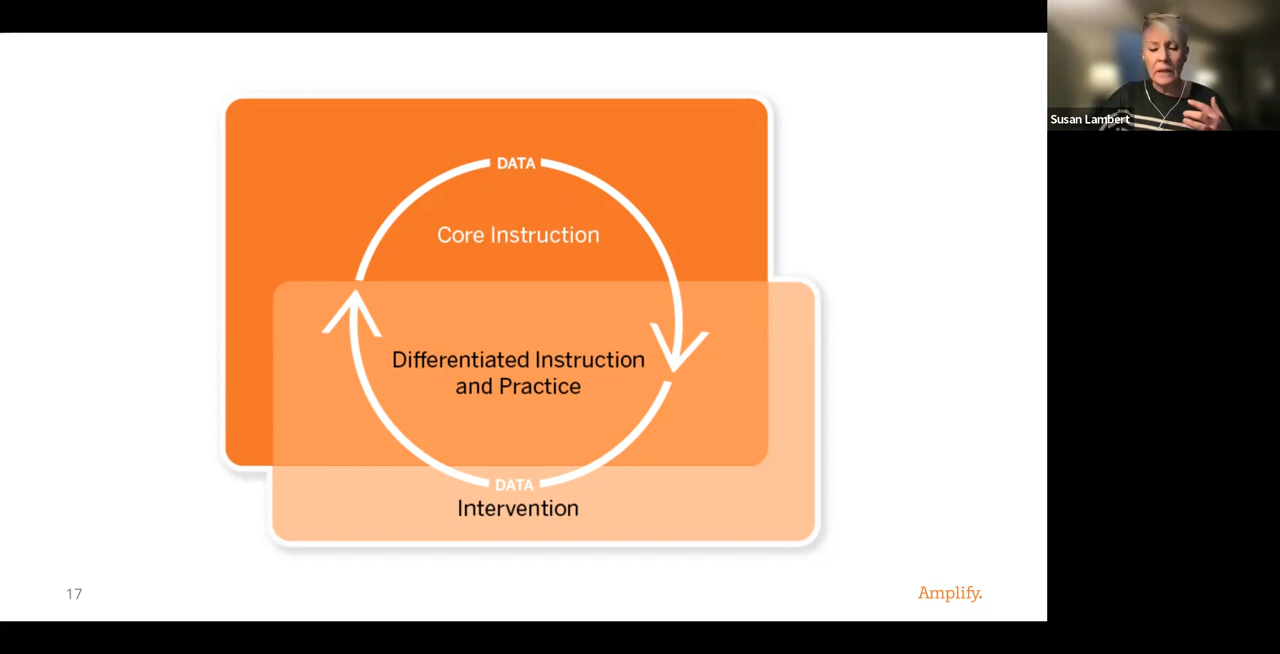 DATA
Core Instruction
Differentiated Instruction
and Practice
DATA
Intervention
17
Amplify.
Susan Lambert